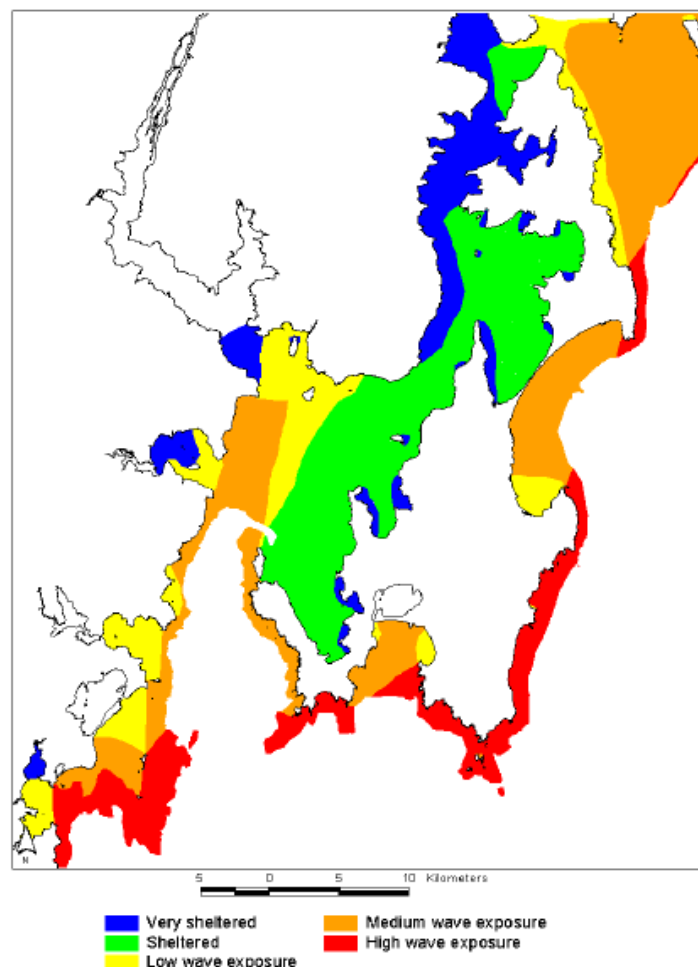 N
5 0 5 10 Kilometers
Very sheltered
Sheltered
Low wave exposure
Medium wave exposure
High wave exposure